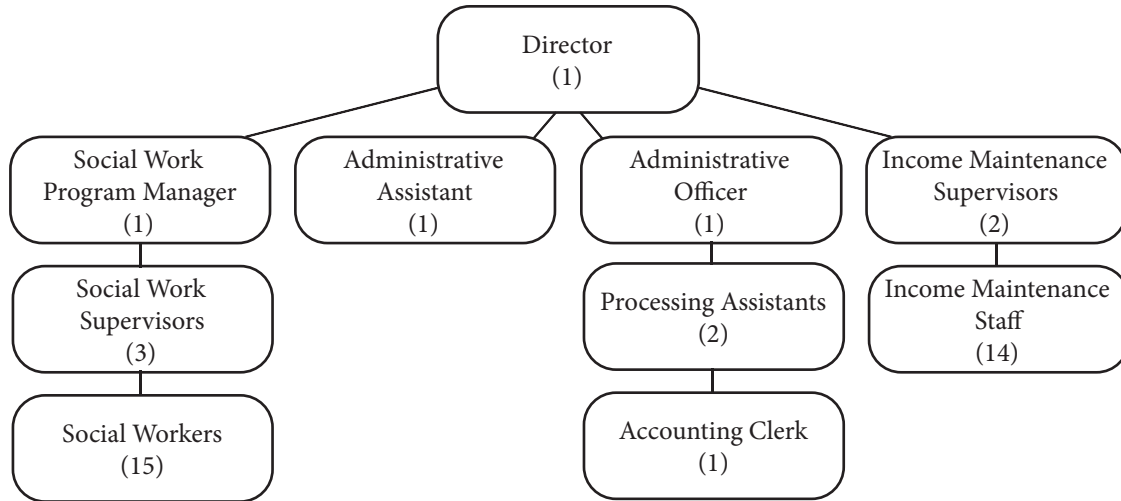 Director
(1)
Social Work
Program Manager
(1)
Administrative
Assistant
(1)
Administrative
Officer
(1)
Income Maintenance
Supervisors
(2)
Social Work
Supervisors
(3)
Processing Assistants
(2)
Income Maintenance
Staff
(14)
Social Workers
(15)
Accounting Clerk
(1)